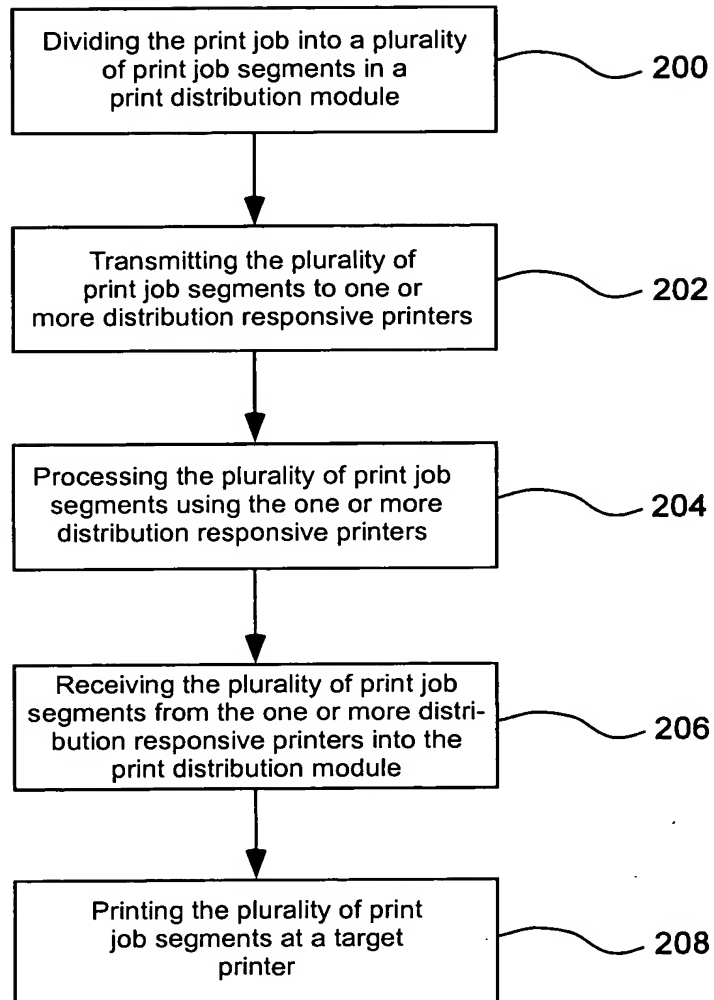 Dividing the print job into a plurality
of print job segments in a
print distribution module
200
Transmitting the plurality of
print job segments to one or
more distribution responsive printers
202
Processing the plurality of print job
segments using the one or more
distribution responsive printers
204
Receiving the plurality of print job
segments from the one or more distri-
bution responsive printers into the
print distribution module
206
Printing the plurality of print
job segments at a target
printer
208